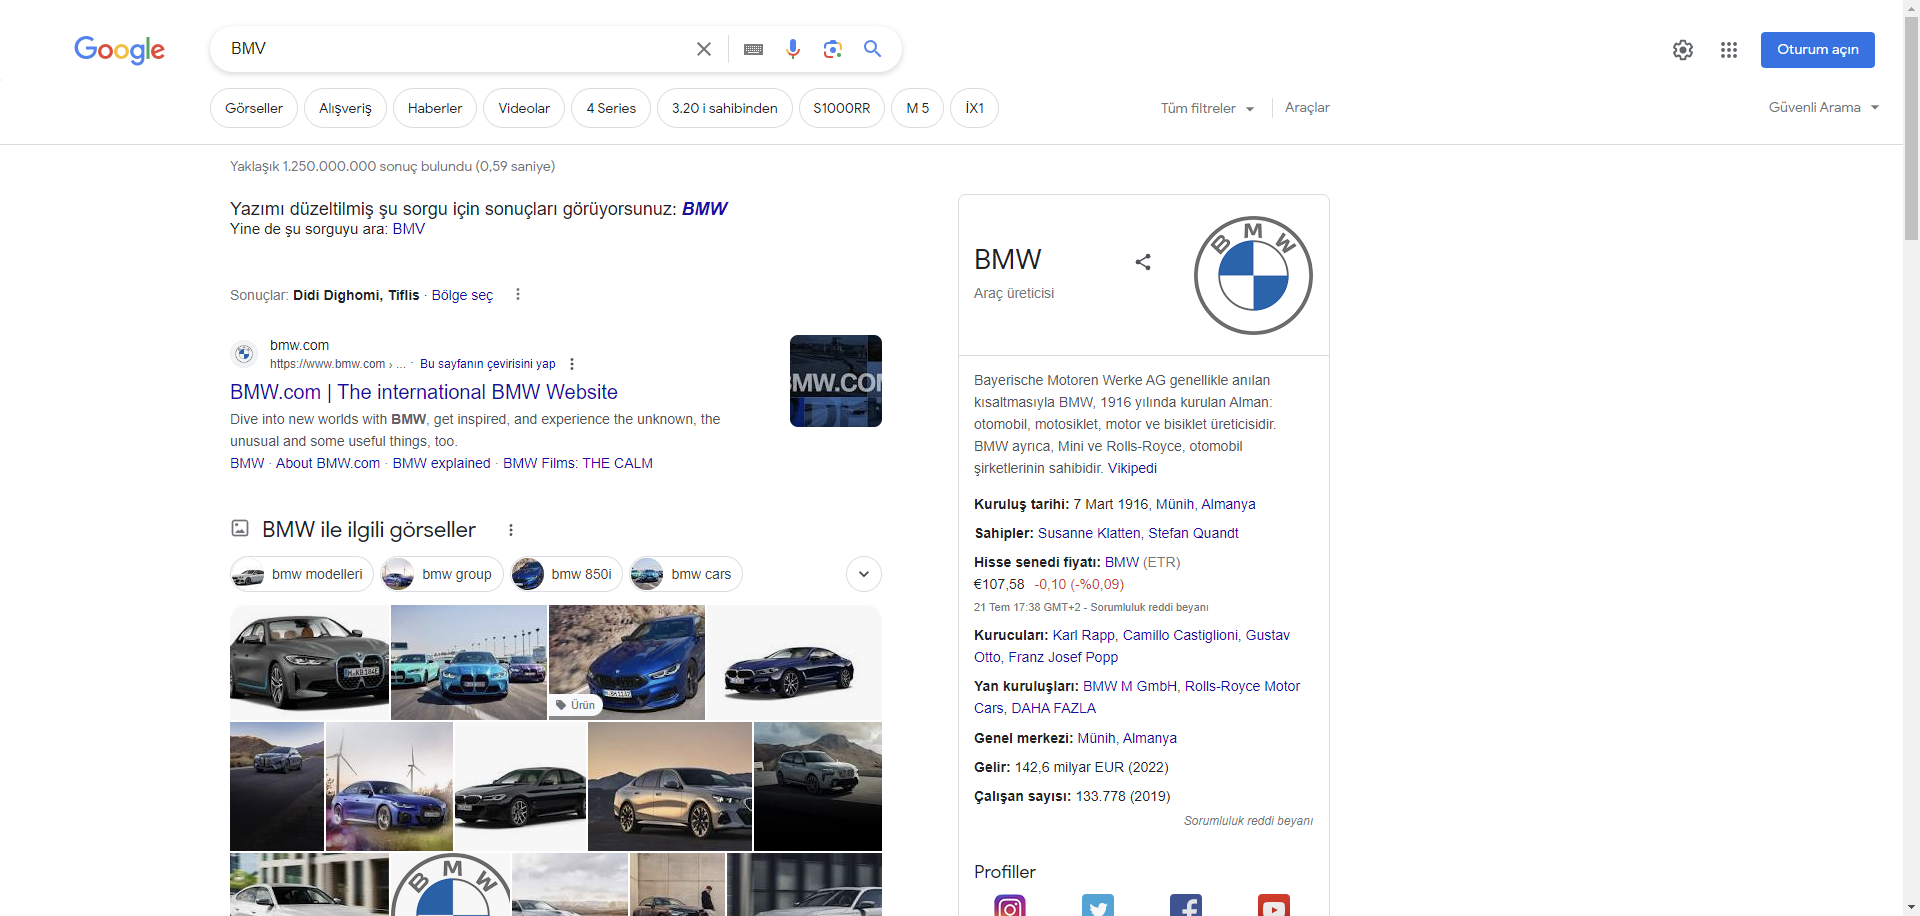 Google
BMV
Oturum açın
Görseller
Alışveriş
Haberler
Videolar
4 Series
3.20 i sahibinden
S1000RR
M 5
İX1
Tüm filtreler
Araçlar
Güvenli Arama
Yaklaşık 1.250.000.000 sonuç bulundu (0,59 saniye)
Yazımı düzeltilmiş şu sorgu için sonuçları görüyorsunuz: BMW
Yine de şu sorguyu ara: BMV
Sonuçlar: Didi Dighomi, Tiflis · Bölge seç
bmw.com
https://www.bmw.com › ... · Bu sayfanın çevirisini yap
BMW.com | The international BMW Website
Dive into new worlds with BMW, get inspired, and experience the unknown, the
unusual and some useful things, too.
BMW · About BMW.com · BMW explained · BMW Films: THE CALM
BMW.COM
BMW ile ilgili görseller
bmw modelleri
bmw group
bmw 850i
bmw cars
Ürün
BMW
BMW
Araç üreticisi
BMW
Bayerische Motoren Werke AG genellikle anılan
kısaltmasıyla BMW, 1916 yılında kurulan Alman:
otomobil, motosiklet, motor ve bisiklet üreticisidir.
BMW ayrıca, Mini ve Rolls-Royce, otomobil
şirketlerinin sahibidir. Vikipedi
Kuruluş tarihi: 7 Mart 1916, Münih, Almanya
Sahipler: Susanne Klatten, Stefan Quandt
Hisse senedi fiyatı: BMW (ETR)
€107,58 -0,10 (-%0,09)
21 Tem 17:38 GMT+2 - Sorumluluk reddi beyanı
Kurucuları: Karl Rapp, Camillo Castiglioni, Gustav
Otto, Franz Josef Popp
Yan kuruluşları: BMW M GmbH, Rolls-Royce Motor
Cars, DAHA FAZLA
Genel merkezi: Münih, Almanya
Gelir: 142,6 milyar EUR (2022)
Çalışan sayısı: 133.778 (2019)
Sorumluluk reddi beyanı
Profiller